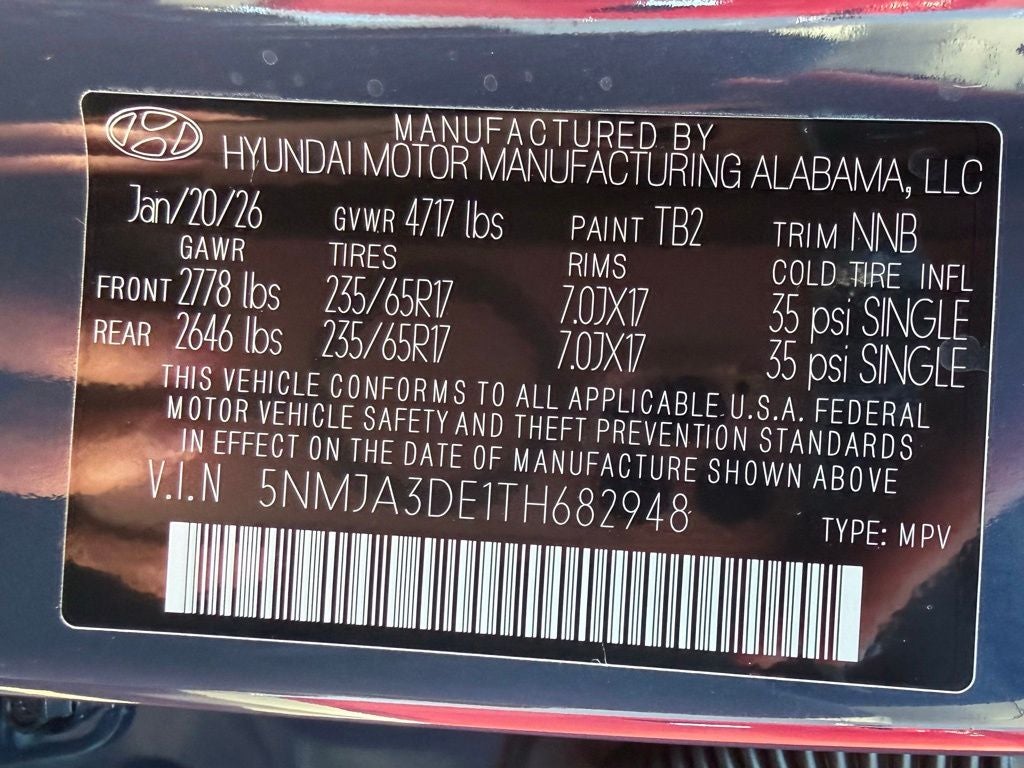 MANUFACTURED BY
HYUNDAI MOTOR MANUFACTURING ALABAMA, LLC
Jan/20/26 GVWR 4717 lbs PAINT TB2 TRIM NNB
GAWR TIRES RIMS COLD TIRE INFL
FRONT 2778 lbs 235/65R17 7.0JX17 35 psi SINGLE
REAR 2646 lbs 235/65R17 7.0JX17 35 psi SINGLE
THIS VEHICLE CONFORMS TO ALL APPLICABLE U.S.A. FEDERAL
MOTOR VEHICLE SAFETY AND THEFT PREVENTION STANDARDS
IN EFFECT ON THE DATE OF MANUFACTURE SHOWN ABOVE
V.I.N 5NMJA3DE1TH682948 TYPE: MPV